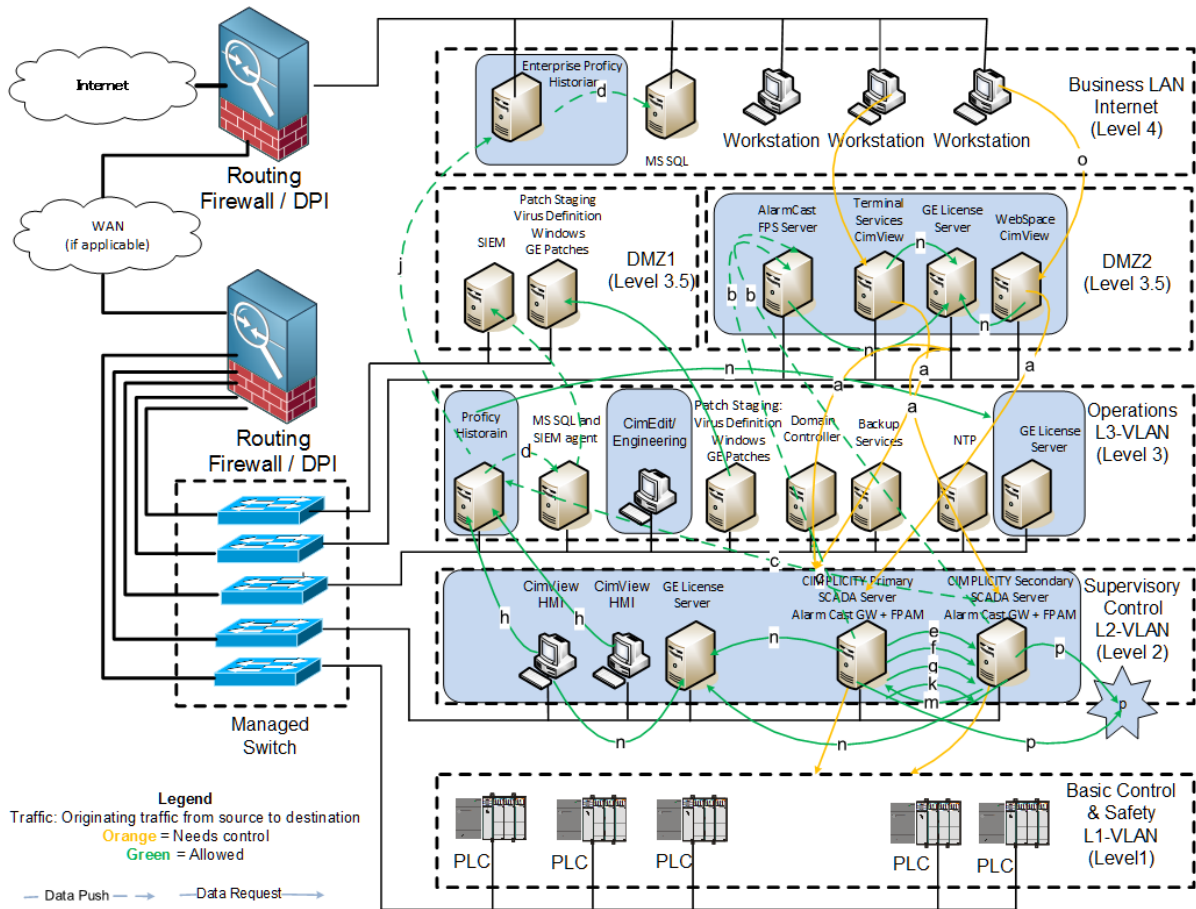 Internet
Routing
Firewall / DPI
WAN
(if applicable)
Routing
Firewall / DPI
Managed
Switch
Legend
Traffic: Originating traffic from source to destination
Orange = Needs control
Green = Allowed
Data Push
Data Request
Enterprise Proficy
Historian
d
MS SQL
Workstation
Workstation
Workstation
Business LAN
Internet
(Level 4)
o
j
SIEM
Patch Staging
Virus Definition
Windows
GE Patches
DMZ1
(Level 3.5)
AlarmCast
FPS Server
Terminal
Services
CimView
GE License
Server
WebSpace
CimView
DMZ2
(Level 3.5)
n
b
b
n
n
a
a
a
a
n
Proficy
Historain
d
MS SQL and
SIEM agent
CimEdit/
Engineering
Patch Staging:
Virus Definition
Windows
GE Patches
Domain
Controller
Backup
Services
NTP
GE License
Server
Operations
L3-VLAN
(Level 3)
c
c
CimView
HMI
CimView
HMI
GE License
Server
CIMPLICITY Primary
SCADA Server
Alarm Cast GW + FPAM
CIMPLICITY Secondary
SCADA Server
Alarm Cast GW + FPAM
Supervisory
Control
L2-VLAN
(Level 2)
h
h
n
e
f
g
k
m
p
p
n
n
p
PLC
PLC
PLC
PLC
PLC
Basic Control
& Safety
L1-VLAN
(Level1)